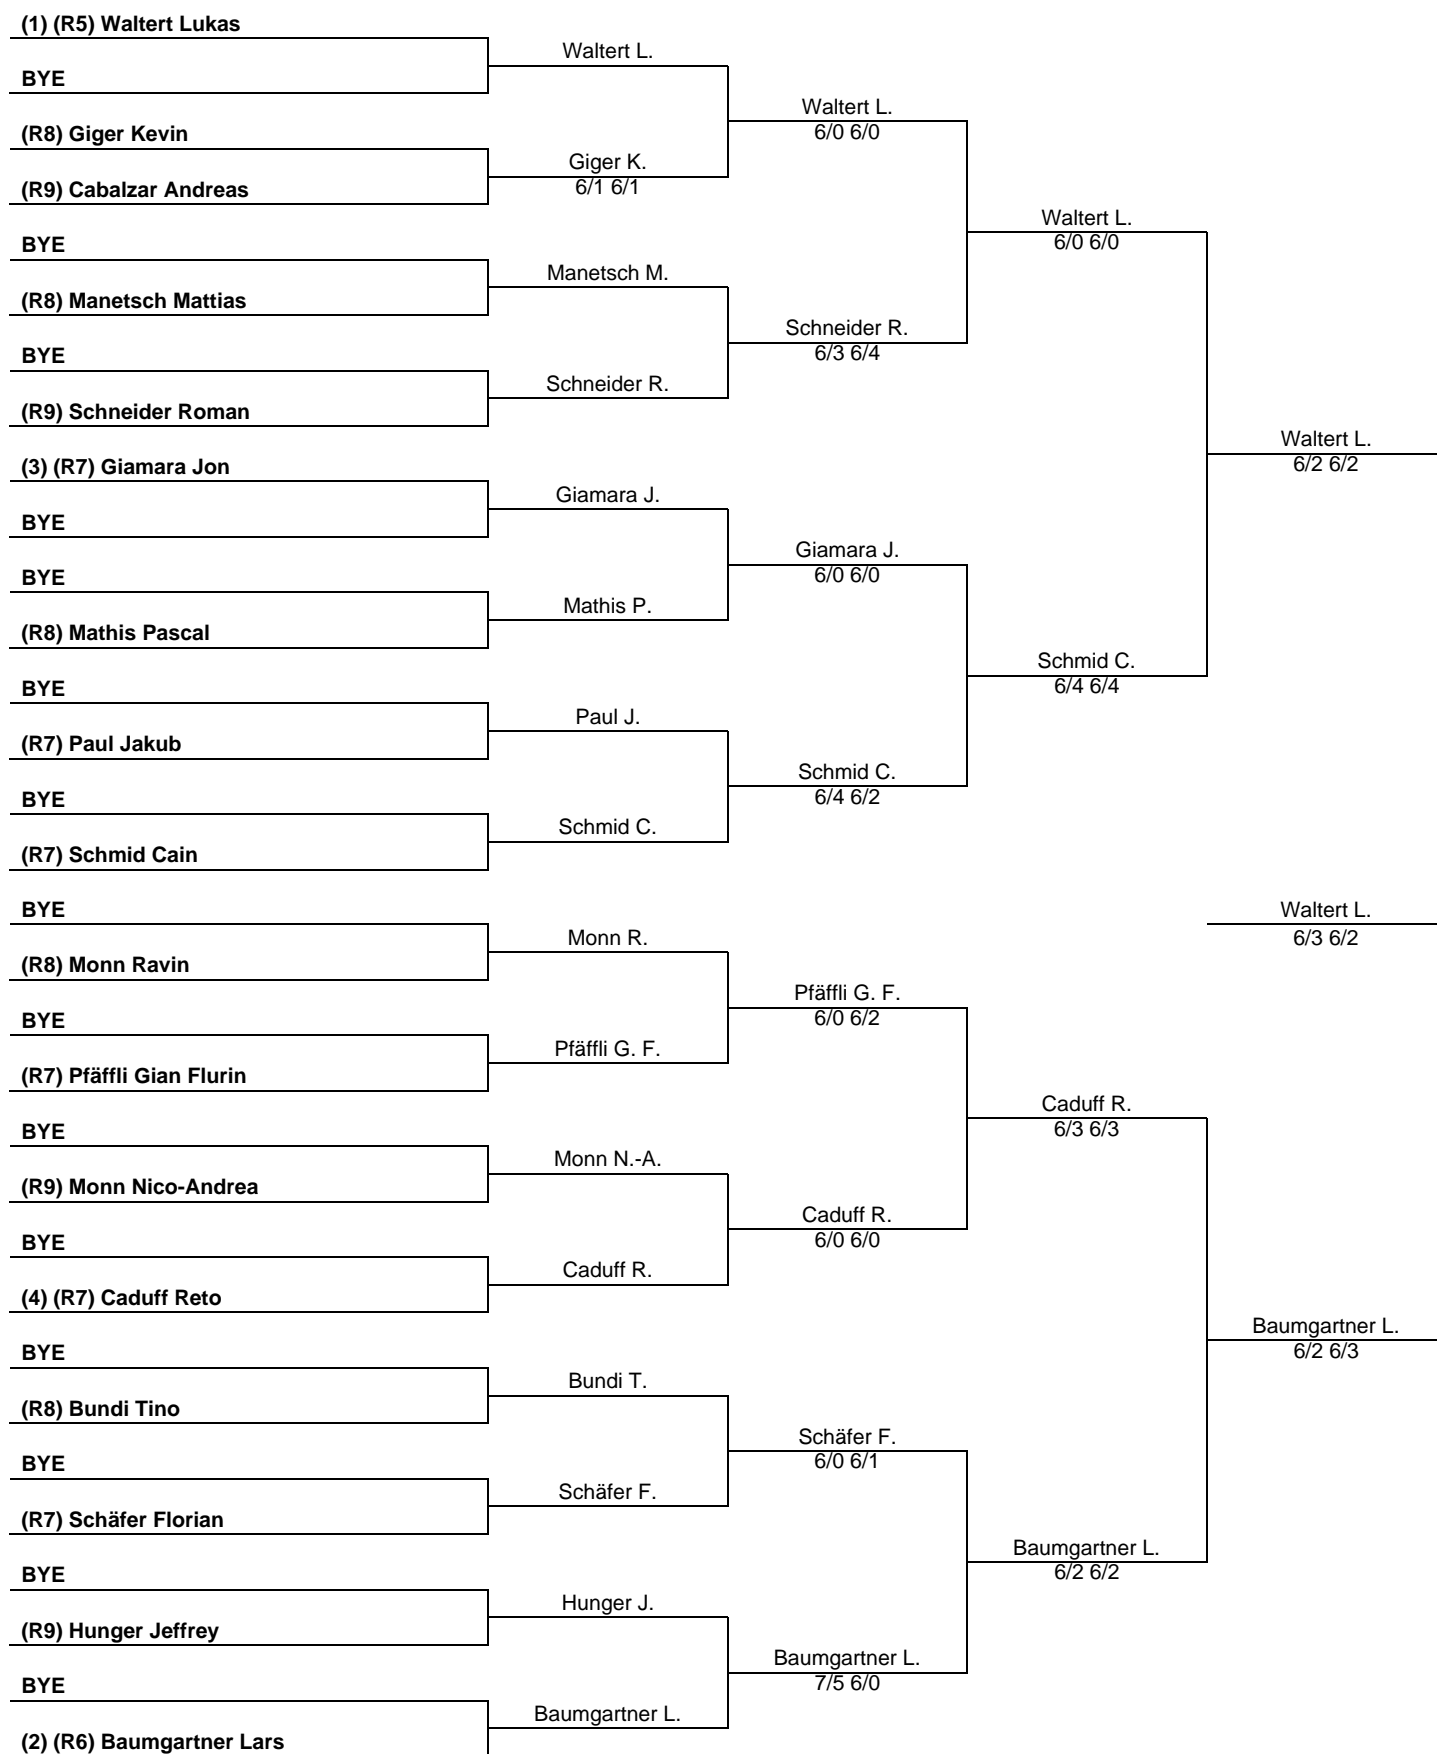 (1) (R5) Waltert Lukas
BYE
(R8) Giger Kevin
(R9) Cabalzar Andreas
BYE
(R8) Manetsch Mattias
BYE
(R9) Schneider Roman
(3) (R7) Giamara Jon
BYE
BYE
(R8) Mathis Pascal
BYE
(R7) Paul Jakub
BYE
(R7) Schmid Cain
BYE
(R8) Monn Ravin
BYE
(R7) Pfäffli Gian Flurin
BYE
(R9) Monn Nico-Andrea
BYE
(4) (R7) Caduff Reto
BYE
(R8) Bundi Tino
BYE
(R7) Schäfer Florian
BYE
(R9) Hunger Jeffrey
BYE
(2) (R6) Baumgartner Lars
Waltert L.
Giger K.
6/1 6/1
Manetsch M.
Schneider R.
Giamara J.
Mathis P.
Paul J.
Schmid C.
Monn R.
Pfäffli G. F.
Monn N.-A.
Caduff R.
Bundi T.
Schäfer F.
Hunger J.
Baumgartner L.
Waltert L.
6/0 6/0
Schneider R.
6/3 6/4
Giamara J.
6/0 6/0
Schmid C.
6/4 6/2
Pfäffli G. F.
6/0 6/2
Caduff R.
6/0 6/0
Schäfer F.
6/0 6/1
Baumgartner L.
7/5 6/0
Waltert L.
6/0 6/0
Schmid C.
6/4 6/4
Caduff R.
6/3 6/3
Baumgartner L.
6/2 6/2
Waltert L.
6/2 6/2
Waltert L.
6/3 6/2
Baumgartner L.
6/2 6/3